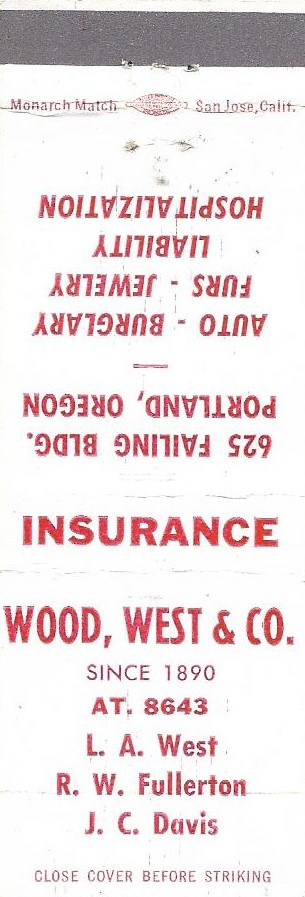 Monarch Match San Jose, Calif.
625 FAILING BLDG.
PORTLAND, OREGON
AUTO - BURGLARY
FURS - JEWELRY
LIABILITY
HOSPITALIZATION
INSURANCE
WOOD, WEST & CO.
SINCE 1890
AT. 8643
L. A. West
R. W. Fullerton
J. C. Davis
CLOSE COVER BEFORE STRIKING